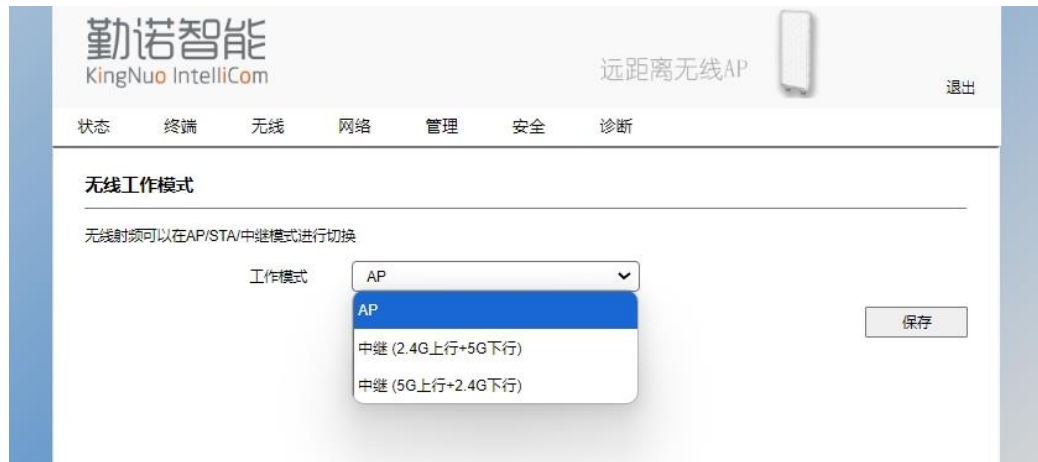 勤诺智能
KingNuo IntelliCom
远距离无线AP
退出
状态 终端 无线 网络 管理 安全 诊断
无线工作模式
无线射频可以在AP/STA/中继模式进行切换
工作模式 AP
AP
中继 (2.4G上行+5G下行)
中继 (5G上行+2.4G下行)
保存